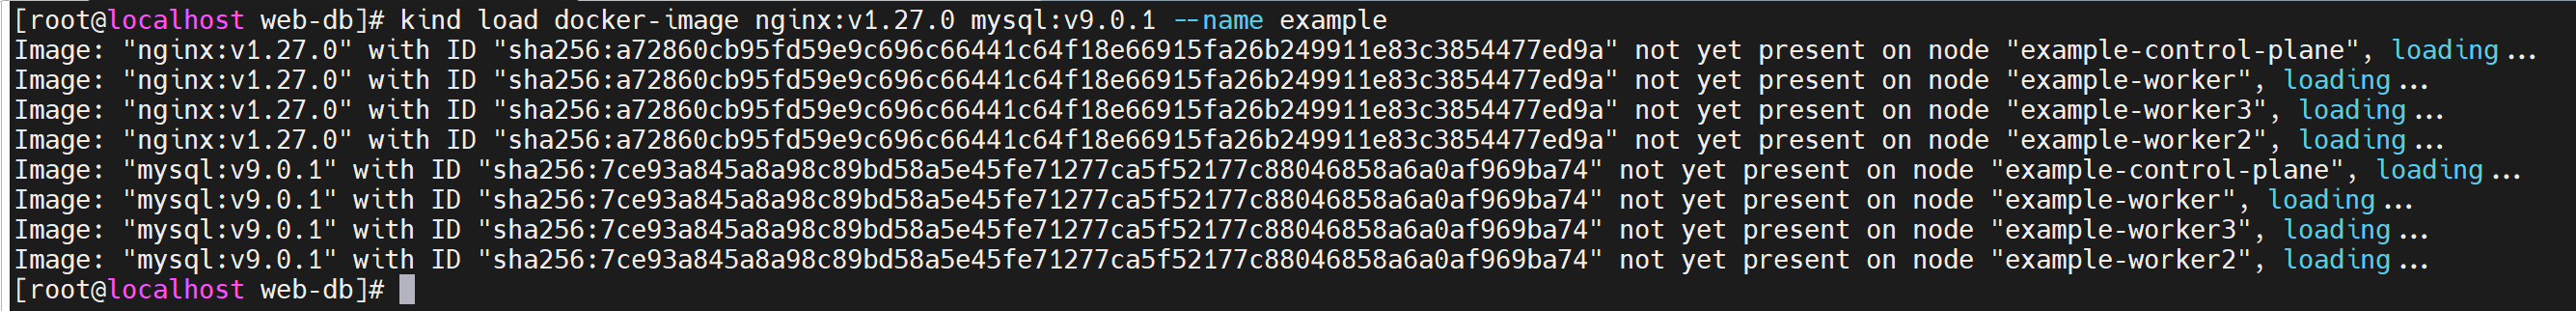 [root@localhost web-db]# kind load docker-image nginx:v1.27.0 mysql:v9.0.1 --name example
Image: "nginx:v1.27.0" with ID "sha256:a72860cb95fd59e9c696c66441c64f18e66915fa26b249911e83c3854477ed9a" not yet present on node "example-control-plane", loading...
Image: "nginx:v1.27.0" with ID "sha256:a72860cb95fd59e9c696c66441c64f18e66915fa26b249911e83c3854477ed9a" not yet present on node "example-worker", loading...
Image: "nginx:v1.27.0" with ID "sha256:a72860cb95fd59e9c696c66441c64f18e66915fa26b249911e83c3854477ed9a" not yet present on node "example-worker3", loading...
Image: "nginx:v1.27.0" with ID "sha256:a72860cb95fd59e9c696c66441c64f18e66915fa26b249911e83c3854477ed9a" not yet present on node "example-worker2", loading...
Image: "mysql:v9.0.1" with ID "sha256:7ce93a845a8a98c89bd58a5e45fe71277ca5f52177c88046858a6a0af969ba74" not yet present on node "example-control-plane", loading...
Image: "mysql:v9.0.1" with ID "sha256:7ce93a845a8a98c89bd58a5e45fe71277ca5f52177c88046858a6a0af969ba74" not yet present on node "example-worker", loading...
Image: "mysql:v9.0.1" with ID "sha256:7ce93a845a8a98c89bd58a5e45fe71277ca5f52177c88046858a6a0af969ba74" not yet present on node "example-worker3", loading...
Image: "mysql:v9.0.1" with ID "sha256:7ce93a845a8a98c89bd58a5e45fe71277ca5f52177c88046858a6a0af969ba74" not yet present on node "example-worker2", loading...
[root@localhost web-db]#